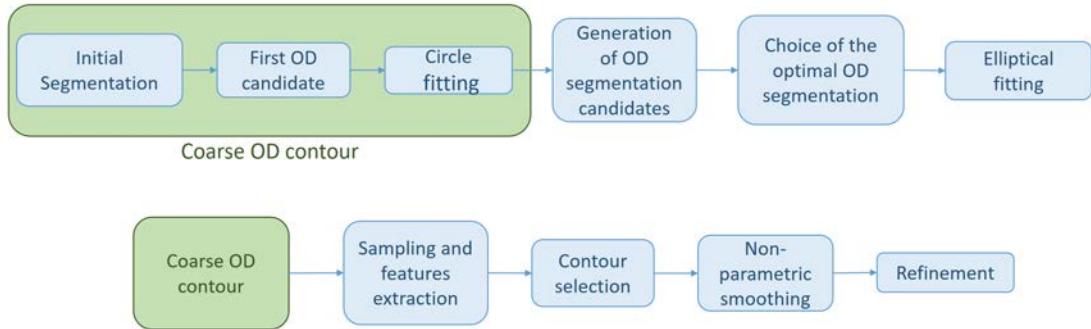 Initial
Segmentation
First OD
candidate
Circle
fitting
Generation
of OD
segmentation
candidates
Choice of the
optimal OD
segmentation
Elliptical
fitting
Coarse OD contour
Coarse OD
contour
Sampling and
features
extraction
Contour
selection
Non-
parametric
smoothing
Refinement